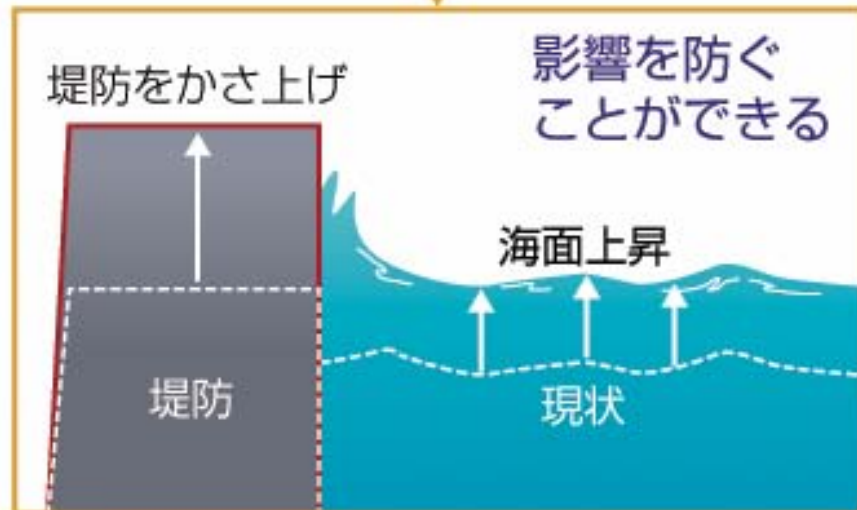 堤防をかさ上げ
影響を防ぐ
ことができる
海面上昇
堤防
現状